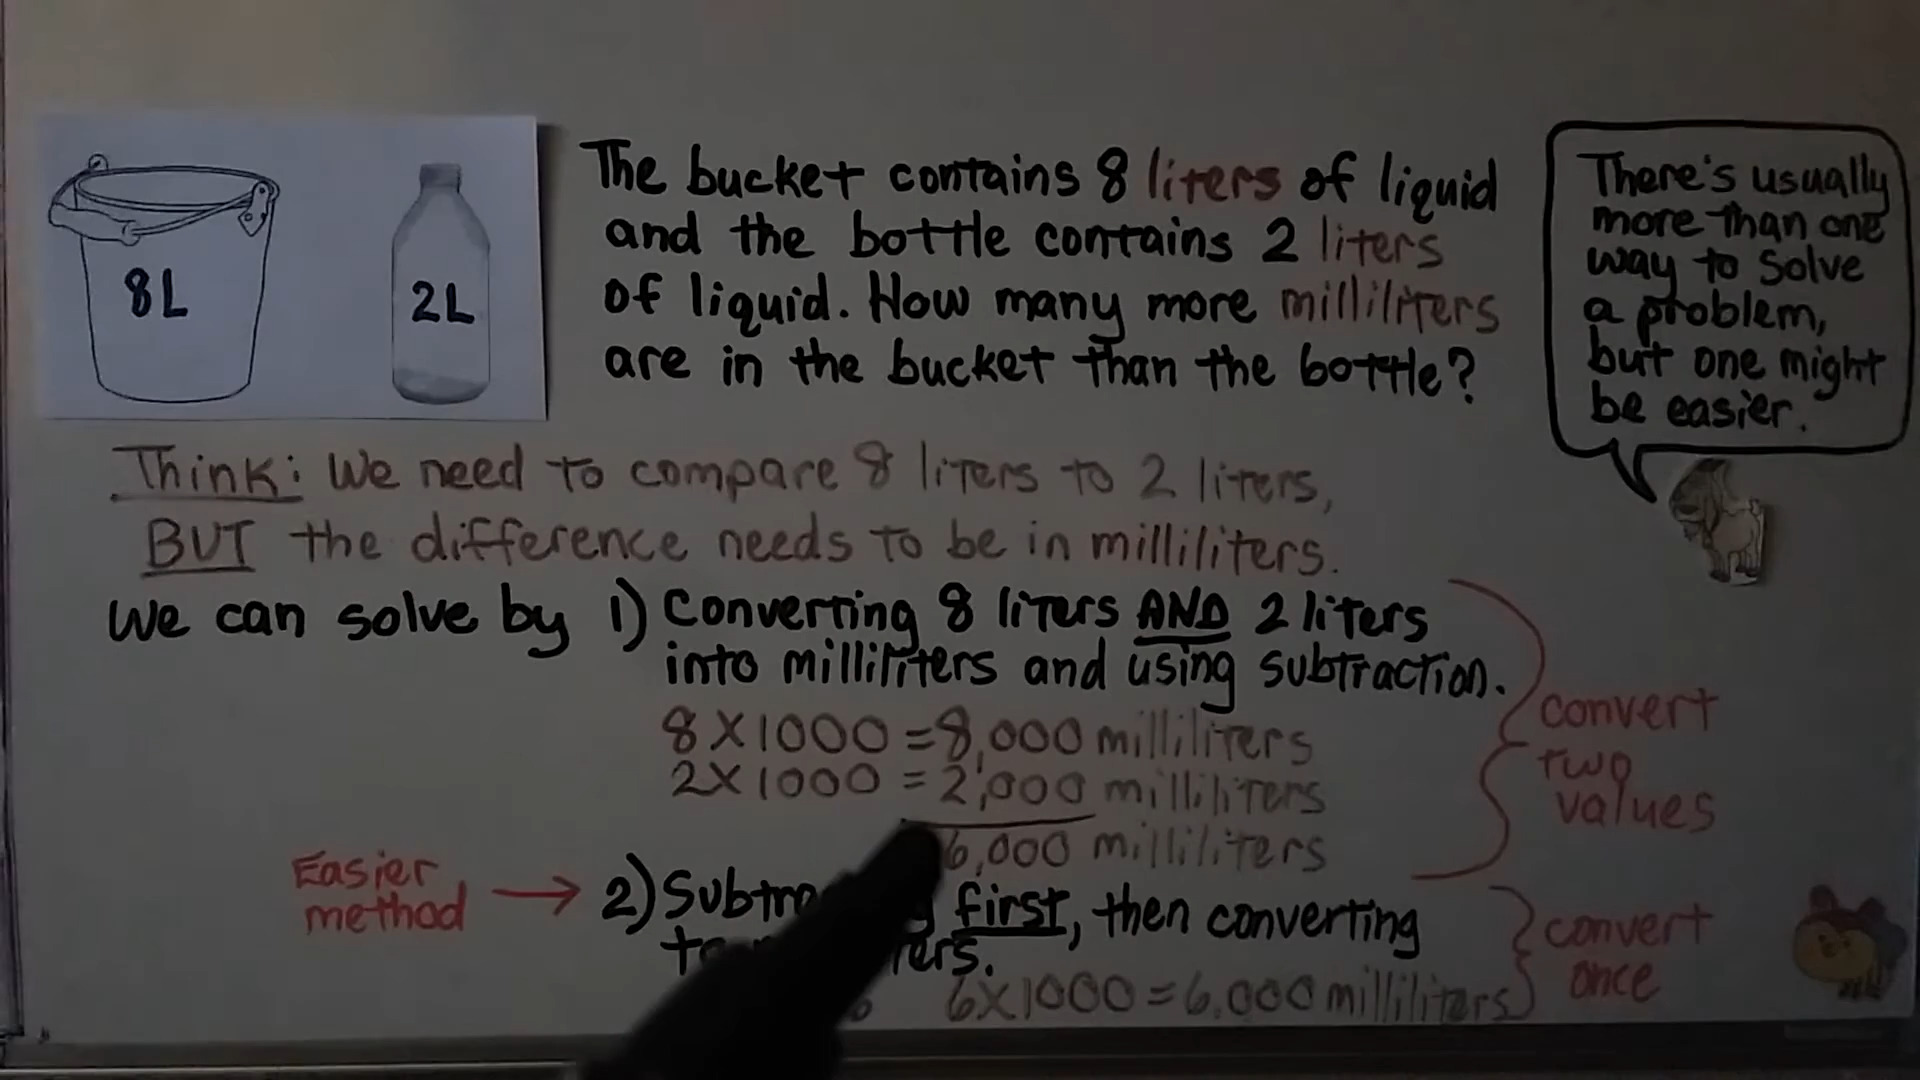 8L
2L
The bucket contains 8 liters of liquid
and the bottle contains 2 liters
of liquid. How many more milliliters
are in the bucket than the bottle?
There's usually
more than one
way to solve
a problem,
but one might
be easier.
Think: We need to compare 8 liters to 2 liters,
BUT the difference needs to be in milliliters.
We can solve by 1) Converting 8 liters AND 2 liters
into milliliters and using subtraction.
8 X 1000 = 8,000 milliliters
2 X 1000 = 2,000 milliliters
6,000 milliliters
convert
two
values
Easier
method
2) first, then converting
6 X 1000 = 6,000 milliliters
convert
once